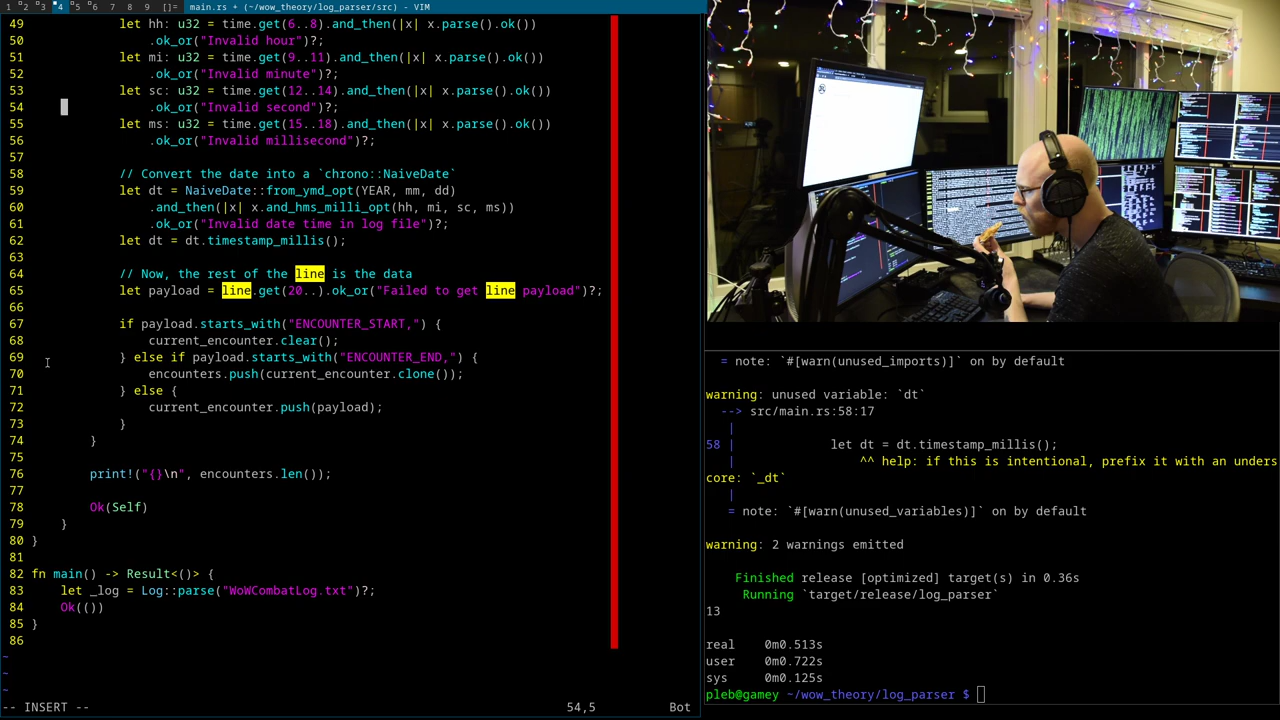 1 2 3 4 5 6 7 8 9 []= main.rs + (~/wow_theory/log_parser/src) - VIM
49 let hh: u32 = time.get(6..8).and_then(|x| x.parse().ok())
50 .ok_or("Invalid hour")?;
51 let mi: u32 = time.get(9..11).and_then(|x| x.parse().ok())
52 .ok_or("Invalid minute")?;
53 let sc: u32 = time.get(12..14).and_then(|x| x.parse().ok())
54 .ok_or("Invalid second")?;
55 let ms: u32 = time.get(15..18).and_then(|x| x.parse().ok())
56 .ok_or("Invalid millisecond")?;
57
58 // Convert the date into a `chrono::NaiveDate`
59 let dt = NaiveDate::from_ymd_opt(YEAR, mm, dd)
60 .and_then(|x| x.and_hms_milli_opt(hh, mi, sc, ms))
61 .ok_or("Invalid date time in log file")?;
62 let dt = dt.timestamp_millis();
63
64 // Now, the rest of the line is the data
65 let payload = line.get(20..).ok_or("Failed to get line payload")?;
66
67 if payload.starts_with("ENCOUNTER_START,") {
68 current_encounter.clear();
69 } else if payload.starts_with("ENCOUNTER_END,") {
70 encounters.push(current_encounter.clone());
71 } else {
72 current_encounter.push(payload);
73 }
74 }
75
76 print!("{}\n", encounters.len());
77
78 Ok(Self)
79 }
80 }
81
82 fn main() -> Result<()> {
83 let _log = Log::parse("WoWCombatLog.txt")?;
84 Ok(())
85 }
86
~
~
~
-- INSERT -- 54,5 Bot
= note: `#[warn(unused_imports)]` on by default
warning: unused variable: `dt`
--> src/main.rs:58:17
|
58 | let dt = dt.timestamp_millis();
| ^^ help: if this is intentional, prefix it with an unders
core: `_dt`
|
= note: `#[warn(unused_variables)]` on by default
warning: 2 warnings emitted
Finished release [optimized] target(s) in 0.36s
Running `target/release/log_parser`
13
real 0m0.513s
user 0m0.722s
sys 0m0.125s
pleb@gamey ~/wow_theory/log_parser $